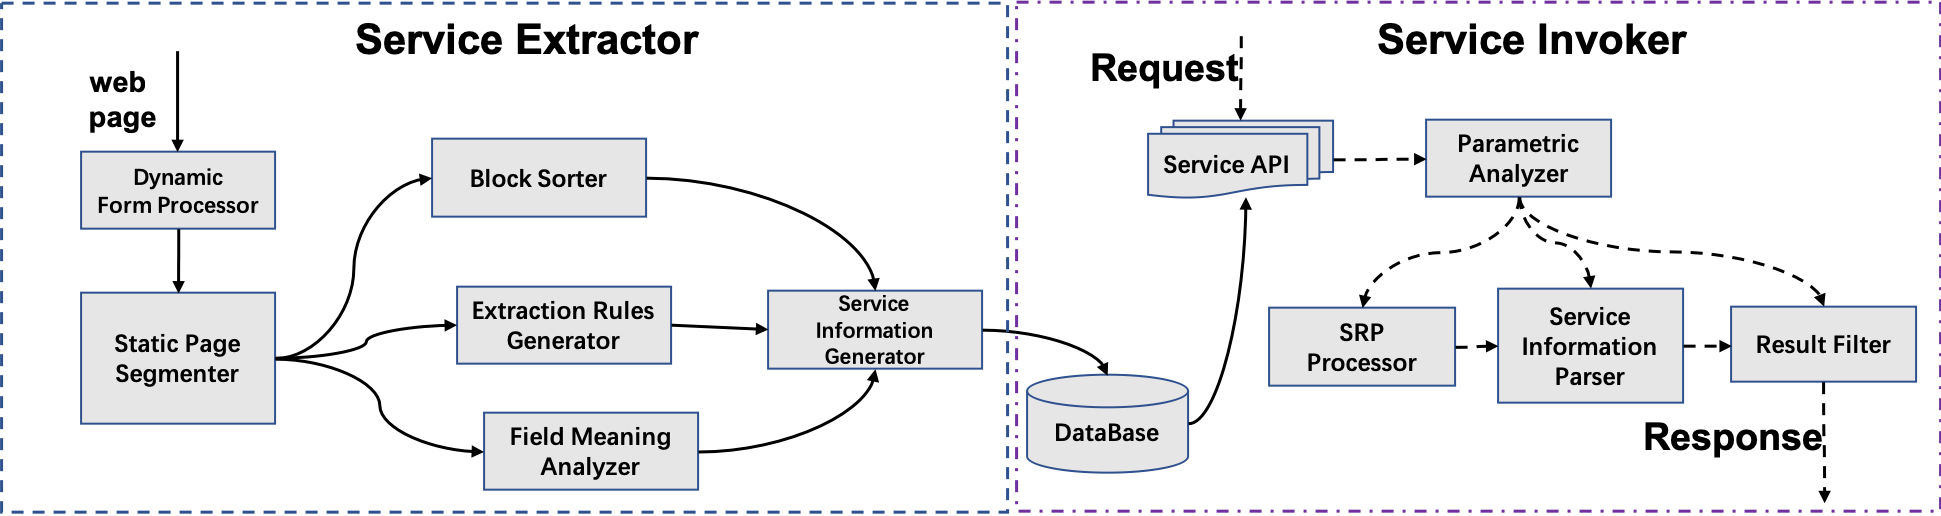 Service Extractor
web
page
Dynamic
Form Processor
Static Page
Segmenter
Block Sorter
Extraction Rules
Generator
Field Meaning
Analyzer
Service
Information
Generator
Service Invoker
Request
Service API
Parametric
Analyzer
DataBase
SRP
Processor
Service
Information
Parser
Result Filter
Response